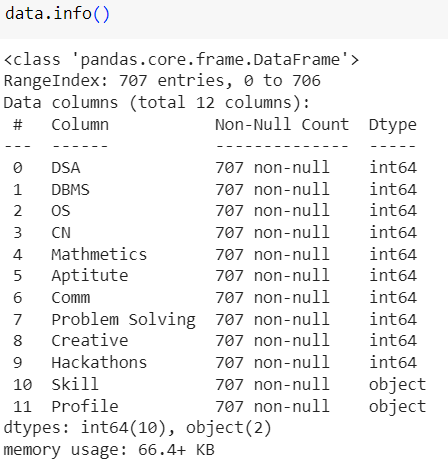 data.info()
<class 'pandas.core.frame.DataFrame'>
RangeIndex: 707 entries, 0 to 706
Data columns (total 12 columns):
 #   Column           Non-Null Count  Dtype
---  ------           --------------  -----
 0   DSA              707 non-null    int64
 1   DBMS             707 non-null    int64
 2   OS               707 non-null    int64
 3   CN               707 non-null    int64
 4   Mathmetics       707 non-null    int64
 5   Aptitute         707 non-null    int64
 6   Comm             707 non-null    int64
 7   Problem Solving  707 non-null    int64
 8   Creative         707 non-null    int64
 9   Hackathons       707 non-null    int64
 10  Skill            707 non-null    object
 11  Profile          707 non-null    object
dtypes: int64(10), object(2)
memory usage: 66.4+ KB